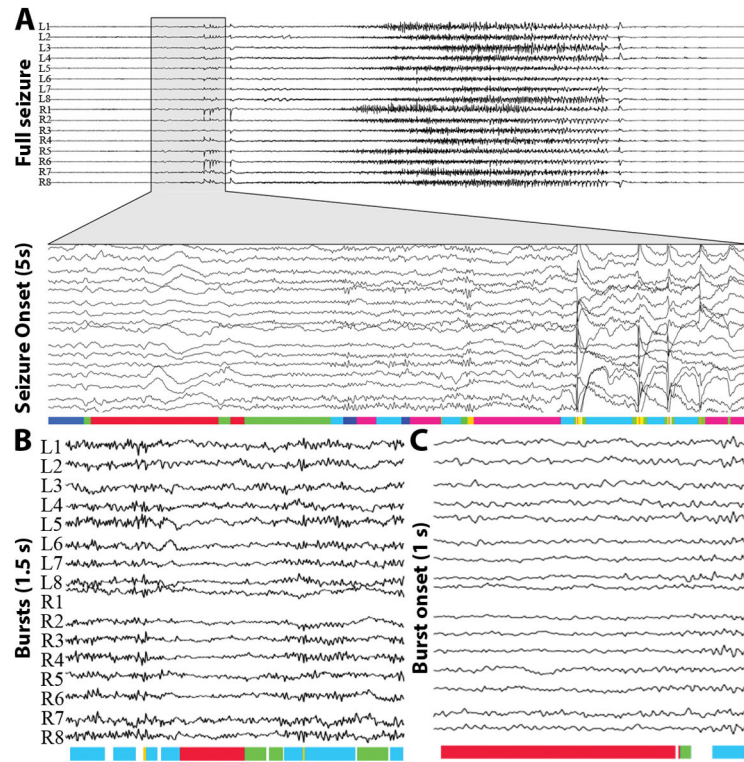 A
Full seizure
L1
L2
L3
L4
L5
L6
L7
L8
R1
R2
R3
R4
R5
R6
R7
R8
Seizure Onset (5s)
B
Bursts (1.5 s)
L1
L2
L3
L4
L5
L6
L7
L8
R1
R2
R3
R4
R5
R6
R7
R8
C
Burst onset (1 s)